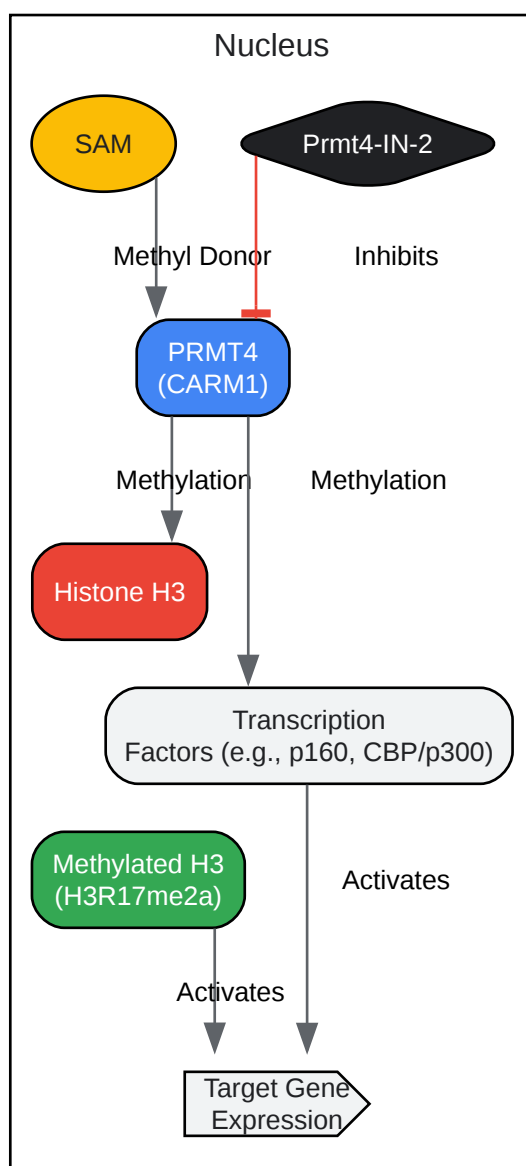 Nucleus
SAM
Prmt4-IN-2
Methyl Donor
Inhibits
PRMT4
(CARM1)
Methylation
Methylation
Histone H3
Transcription
Factors (e.g., p160, CBP/p300)
Methylated H3
(H3R17me2a)
Activates
Activates
Target Gene
Expression